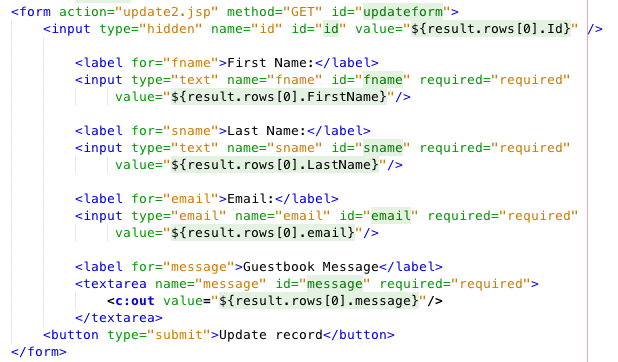 <form action="update2.jsp" method="GET" id="updateform">
<input type="hidden" name="id" id="id" value="${result.rows[0].Id}" />
<label for="fname">First Name:</label>
<input type="text" name="fname" id="fname" required="required"
value="${result.rows[0].FirstName}"/>
<label for="sname">Last Name:</label>
<input type="text" name="sname" id="sname" required="required"
value="${result.rows[0].LastName}"/>
<label for="email">Email:</label>
<input type="email" name="email" id="email" required="required"
value="${result.rows[0].email}"/>
<label for="message">Guestbook Message</label>
<textarea name="message" id="message" required="required">
<c:out value="${result.rows[0].message}"/>
</textarea>
<button type="submit">Update record</button>
</form>